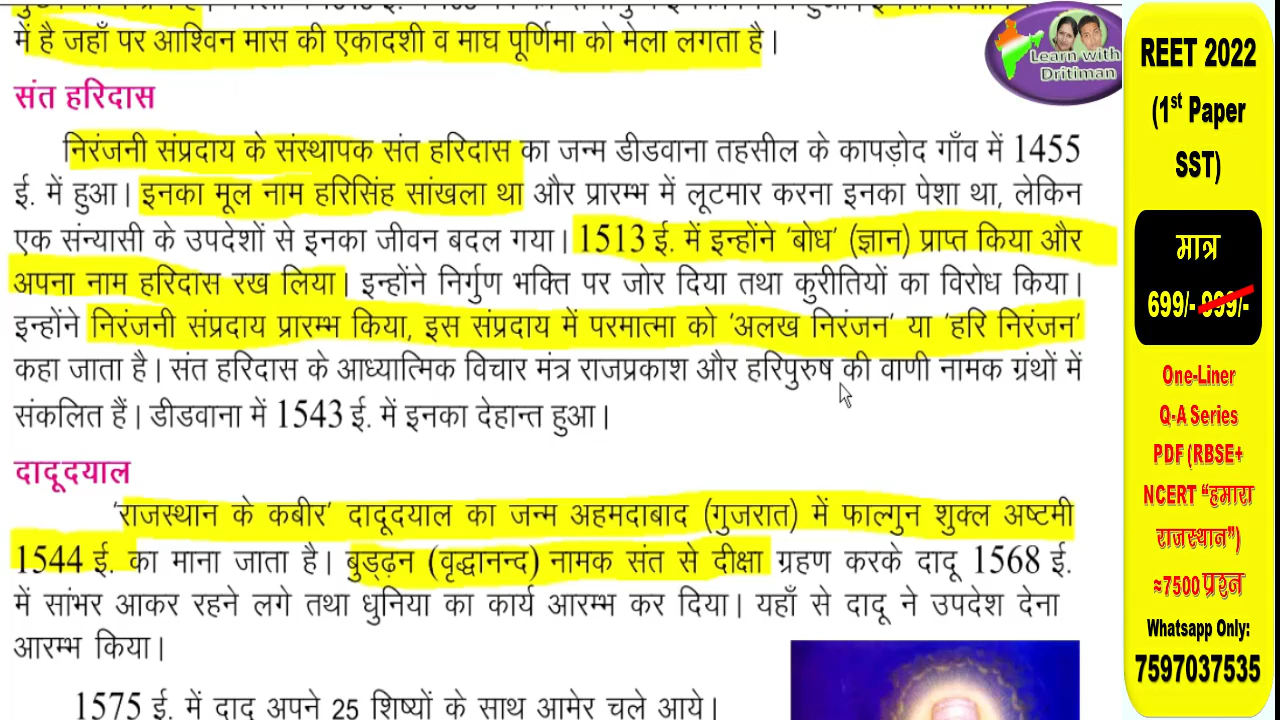 में है जहाँ पर आश्विन मास की एकादशी व माघ पूर्णिमा को मेला लगता है।
संत हरिदास
निरंजनी संप्रदाय के संस्थापक संत हरिदास का जन्म डीडवाना तहसील के कापड़ोद गाँव में 1455
ई. में हुआ। इनका मूल नाम हरिसिंह सांखला था और प्रारम्भ में लूटमार करना इनका पेशा था, लेकिन
एक संन्यासी के उपदेशों से इनका जीवन बदल गया। 1513 ई. में इन्होंने 'बोध' (ज्ञान) प्राप्त किया और
अपना नाम हरिदास रख लिया। इन्होंने निर्गुण भक्ति पर जोर दिया तथा कुरीतियों का विरोध किया।
इन्होंने निरंजनी संप्रदाय प्रारम्भ किया, इस संप्रदाय में परमात्मा को 'अलख निरंजन' या 'हरि निरंजन'
कहा जाता है। संत हरिदास के आध्यात्मिक विचार मंत्र राजप्रकाश और हरिपुरुष की वाणी नामक ग्रंथों में
संकलित हैं। डीडवाना में 1543 ई. में इनका देहान्त हुआ।
दादूदयाल
'राजस्थान के कबीर' दादूदयाल का जन्म अहमदाबाद (गुजरात) में फाल्गुन शुक्ल अष्टमी
1544 ई. का माना जाता है। बुड्ढ़न (वृद्धानन्द) नामक संत से दीक्षा ग्रहण करके दादू 1568 ई.
में सांभर आकर रहने लगे तथा धुनिया का कार्य आरम्भ कर दिया। यहाँ से दादू ने उपदेश देना
आरम्भ किया।
1575 ई. में दादू अपने 25 शिष्यों के साथ आमेर चले आये।
Learn with
Dritiman
REET 2022
(1st Paper
SST)
मात्र
699/- 999/-
One-Liner
Q-A Series
PDF (RBSE+
NCERT "हमारा
राजस्थान")
≈7500 प्रश्न
Whatsapp Only:
7597037535